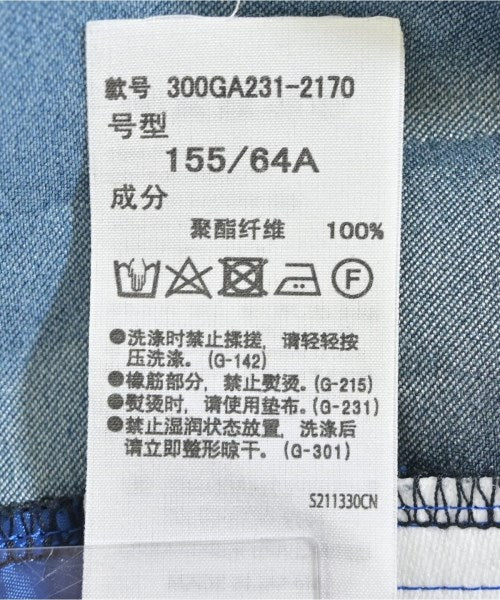 款号 300GA231-2170
号型
155/64A
成分
聚酯纤维 100%
F
●洗涤时禁止揉搓，请轻轻按
压洗涤。(G-142)
●橡筋部分，禁止熨烫。(G-215)
●熨烫时，请使用垫布。(G-231)
●禁止湿润状态放置，洗涤后
请立即整形晾干。(G-301)
S211330CN